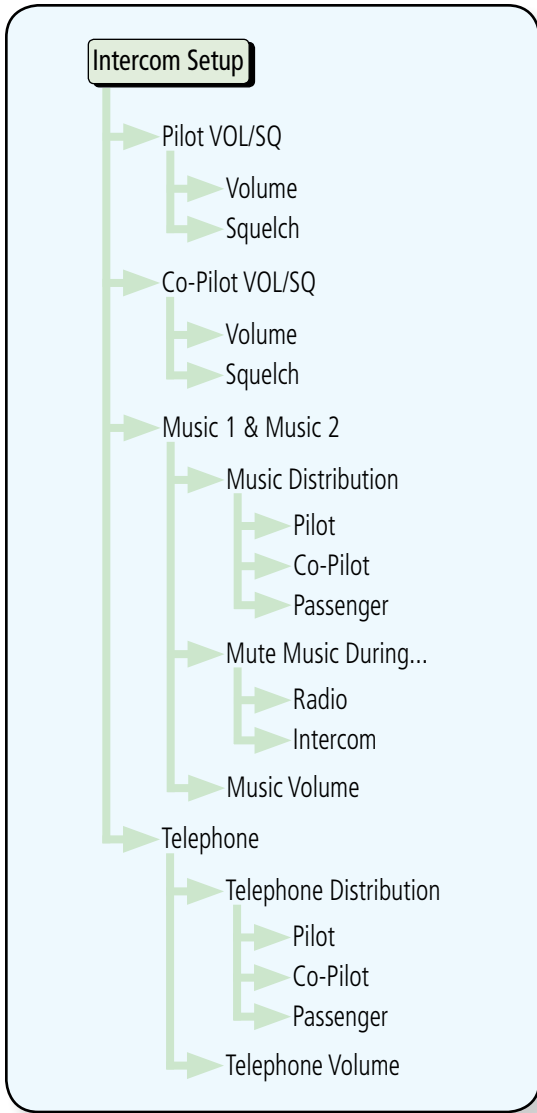 Intercom Setup
Pilot VOL/SQ
Volume
Squelch
Co-Pilot VOL/SQ
Volume
Squelch
Music 1 & Music 2
Music Distribution
Pilot
Co-Pilot
Passenger
Mute Music During...
Radio
Intercom
Music Volume
Telephone
Telephone Distribution
Pilot
Co-Pilot
Passenger
Telephone Volume